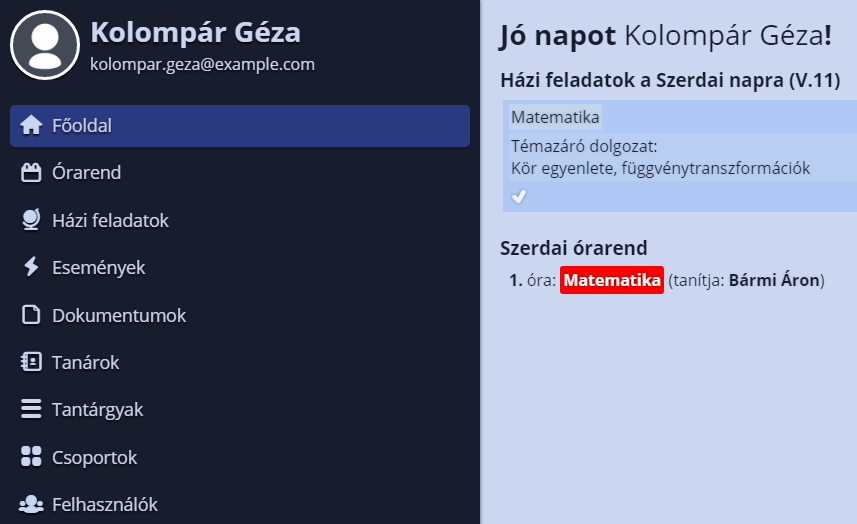 Kolompár Géza
kolompar.geza@example.com
Főoldal
Órarend
Házi feladatok
Események
Dokumentumok
Tanárok
Tantárgyak
Csoportok
Felhasználók
Jó napot Kolompár Géza!
Házi feladatok a Szerdai napra (V.11)
Matematika
Témazáró dolgozat:
Kör egyenlete, függvénytranszformációk
Szerdai órarend
1. óra: Matematika (tanítja: Bármi Áron)